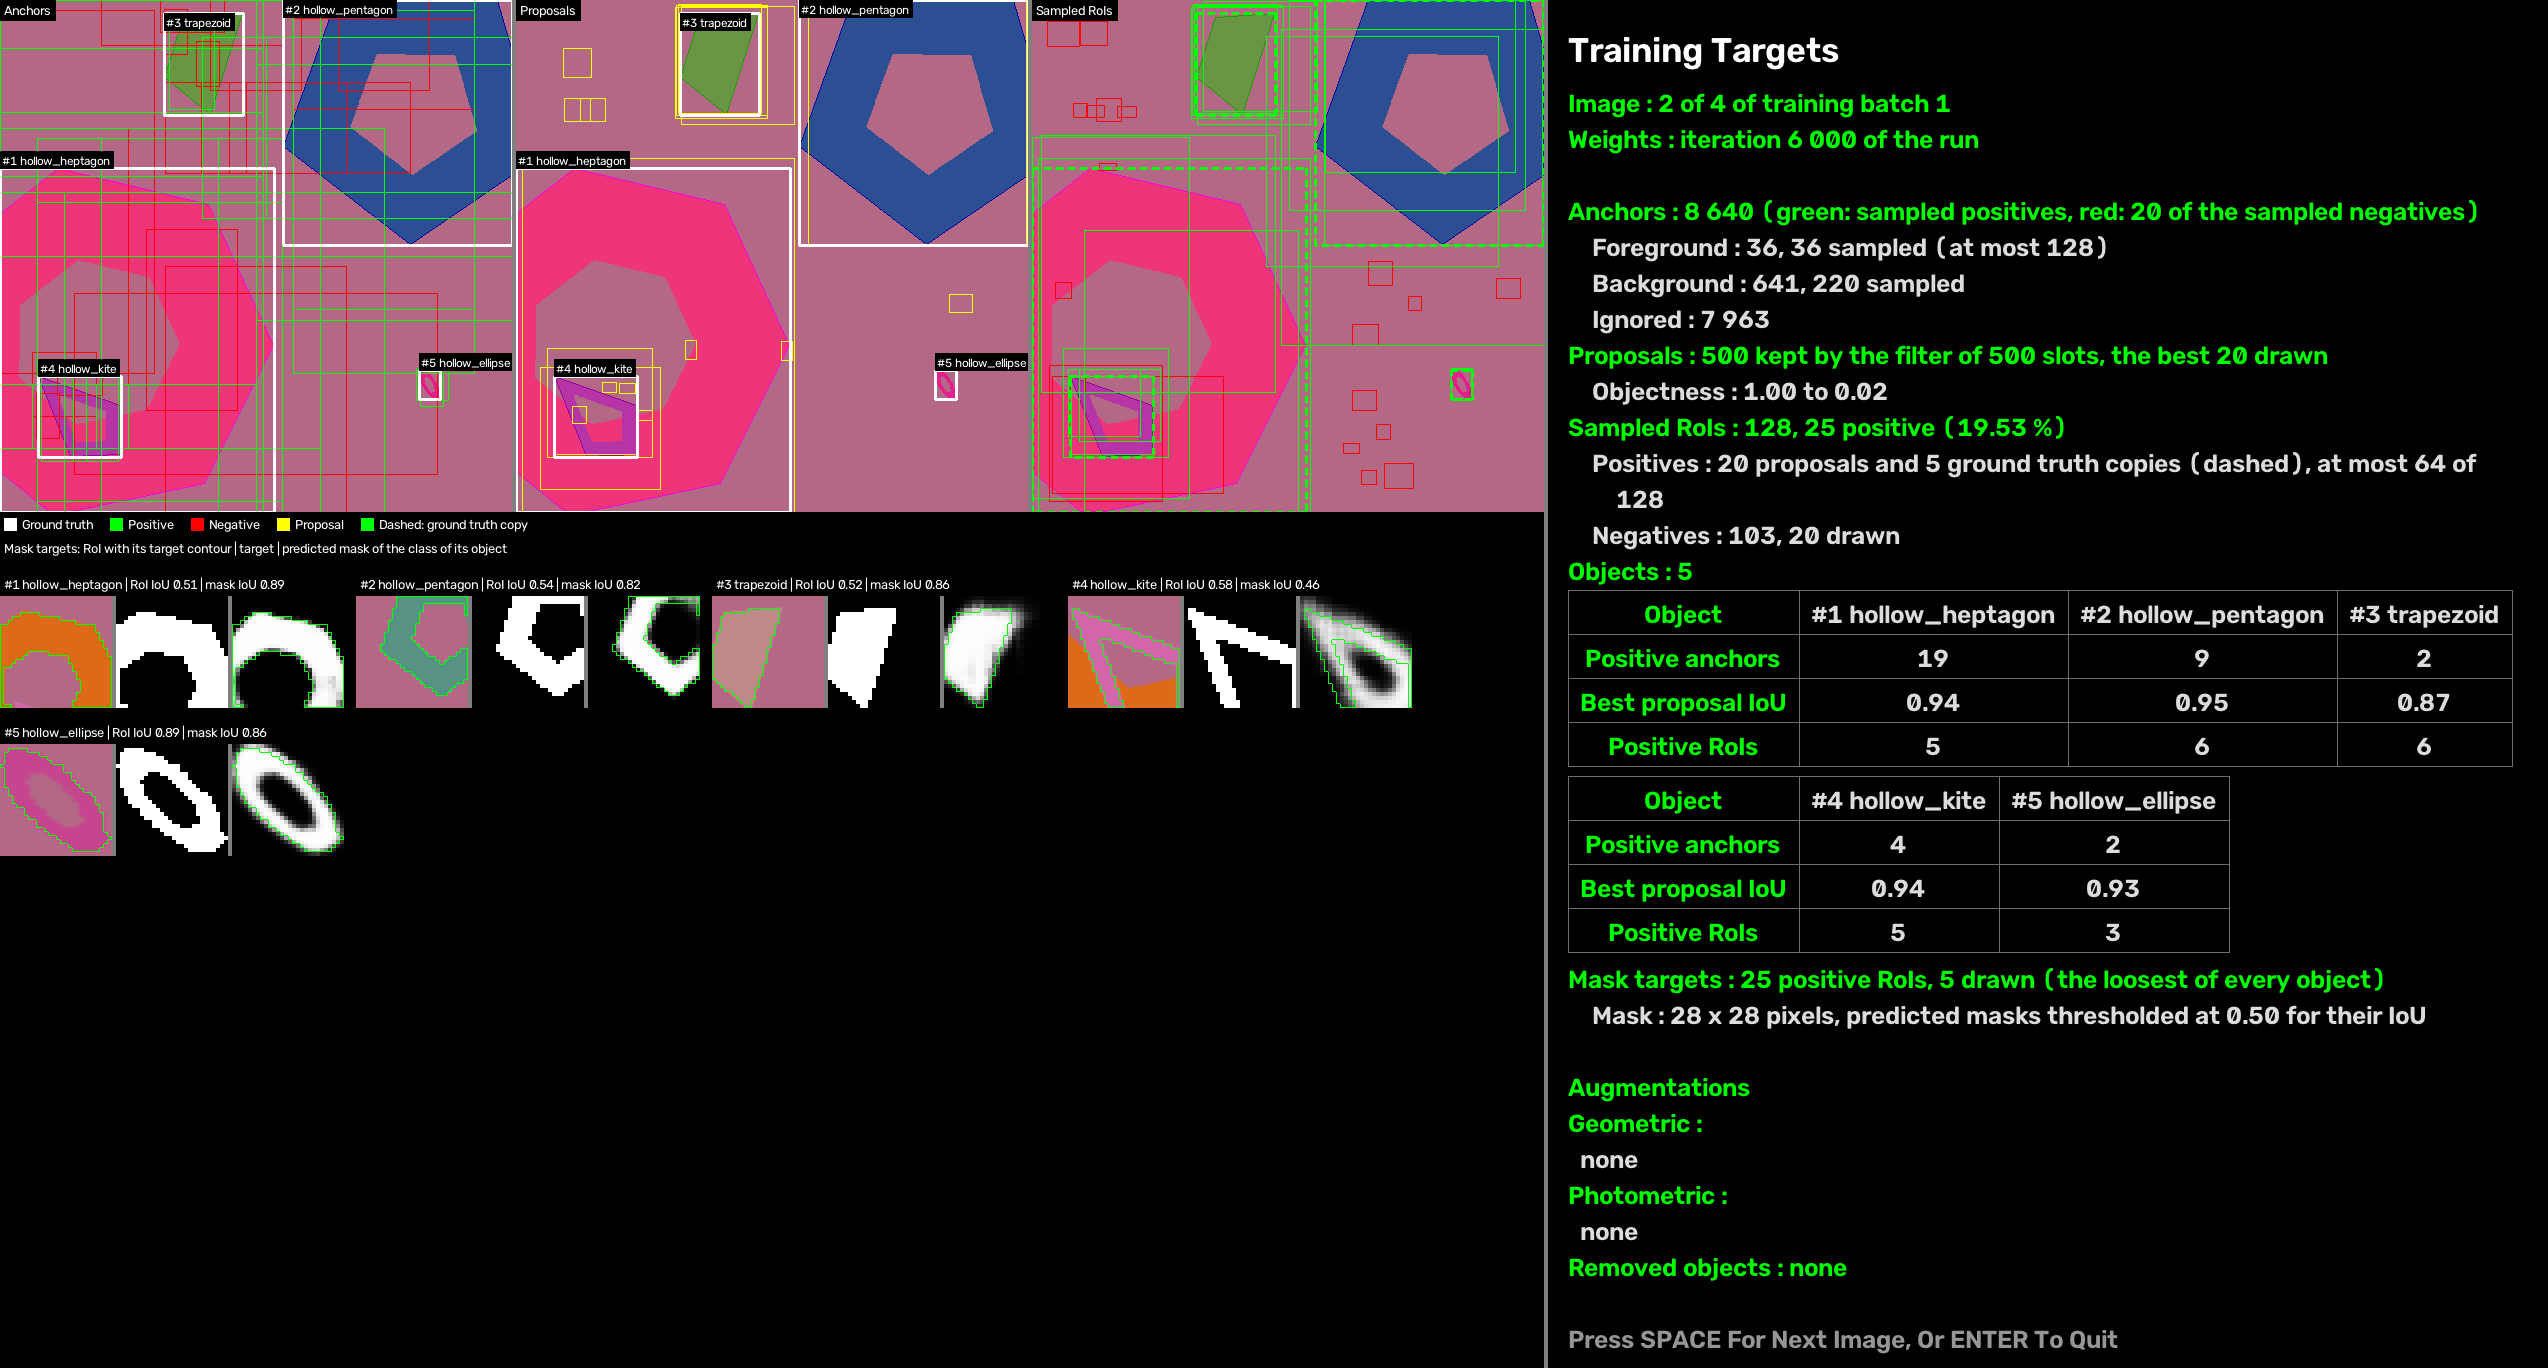 Anchors
#3 trapezoid
#2 hollow_pentagon
#1 hollow_heptagon
#4 hollow_kite
#5 hollow_ellipse
Proposals
#3 trapezoid
#2 hollow_pentagon
#1 hollow_heptagon
#4 hollow_kite
#5 hollow_ellipse
Sampled RoIs
Ground truth
Positive
Negative
Proposal
Dashed: ground truth copy
Mask targets: RoI with its target contour | target | predicted mask of the class of its object
#1 hollow_heptagon | RoI IoU 0.51 | mask IoU 0.89
#2 hollow_pentagon | RoI IoU 0.54 | mask IoU 0.82
#3 trapezoid | RoI IoU 0.52 | mask IoU 0.86
#4 hollow_kite | RoI IoU 0.58 | mask IoU 0.46
#5 hollow_ellipse | RoI IoU 0.89 | mask IoU 0.86
Training Targets
Image : 2 of 4 of training batch 1
Weights : iteration 6 000 of the run
Anchors : 8 640 (green: sampled positives, red: 20 of the sampled negatives)
Foreground : 36, 36 sampled (at most 128)
Background : 641, 220 sampled
Ignored : 7 963
Proposals : 500 kept by the filter of 500 slots, the best 20 drawn
Objectness : 1.00 to 0.02
Sampled RoIs : 128, 25 positive (19.53 %)
Positives : 20 proposals and 5 ground truth copies (dashed), at most 64 of
128
Negatives : 103, 20 drawn
Objects : 5
Object #1 hollow_heptagon #2 hollow_pentagon #3 trapezoid
Positive anchors 19 9 2
Best proposal IoU 0.94 0.95 0.87
Positive RoIs 5 6 6
Object #4 hollow_kite #5 hollow_ellipse
Positive anchors 4 2
Best proposal IoU 0.94 0.93
Positive RoIs 5 3
Mask targets : 25 positive RoIs, 5 drawn (the loosest of every object)
Mask : 28 x 28 pixels, predicted masks thresholded at 0.50 for their IoU
Augmentations
Geometric :
none
Photometric :
none
Removed objects : none
Press SPACE For Next Image, Or ENTER To Quit